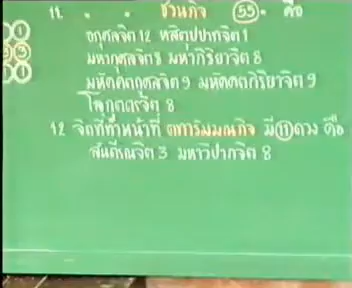 11. " " ชวนกิจ 55 " คือ
อกุศลจิต 12 หสิตุปปาทจิต 1
มหากุศลจิต 8 มหากิริยาจิต 8
มหัคคตกุศลจิต 9 มหัคคตกิริยาจิต 9
โลกุตตรจิต 8
12 จิตที่ทำหน้าที่ ตทารัมมณกิจ มี 11 ดวง คือ
สันตีรณจิต 3 มหาวิปากจิต 8